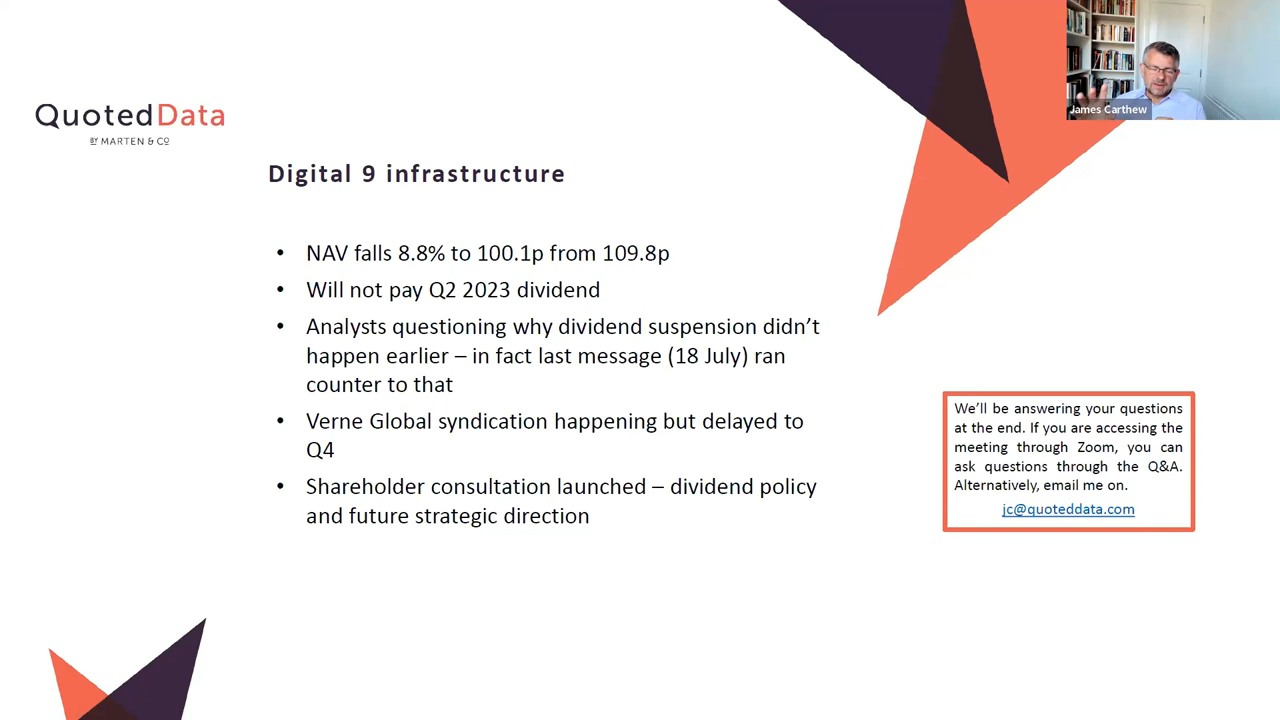 James Carthew
QuotedData
BY MARTEN & CO
Digital 9 infrastructure
• NAV falls 8.8% to 100.1p from 109.8p
• Will not pay Q2 2023 dividend
• Analysts questioning why dividend suspension didn’t
happen earlier – in fact last message (18 July) ran
counter to that
• Verne Global syndication happening but delayed to
Q4
• Shareholder consultation launched – dividend policy
and future strategic direction
We’ll be answering your questions
at the end. If you are accessing the
meeting through Zoom, you can
ask questions through the Q&A.
Alternatively, email me on.
jc@quoteddata.com